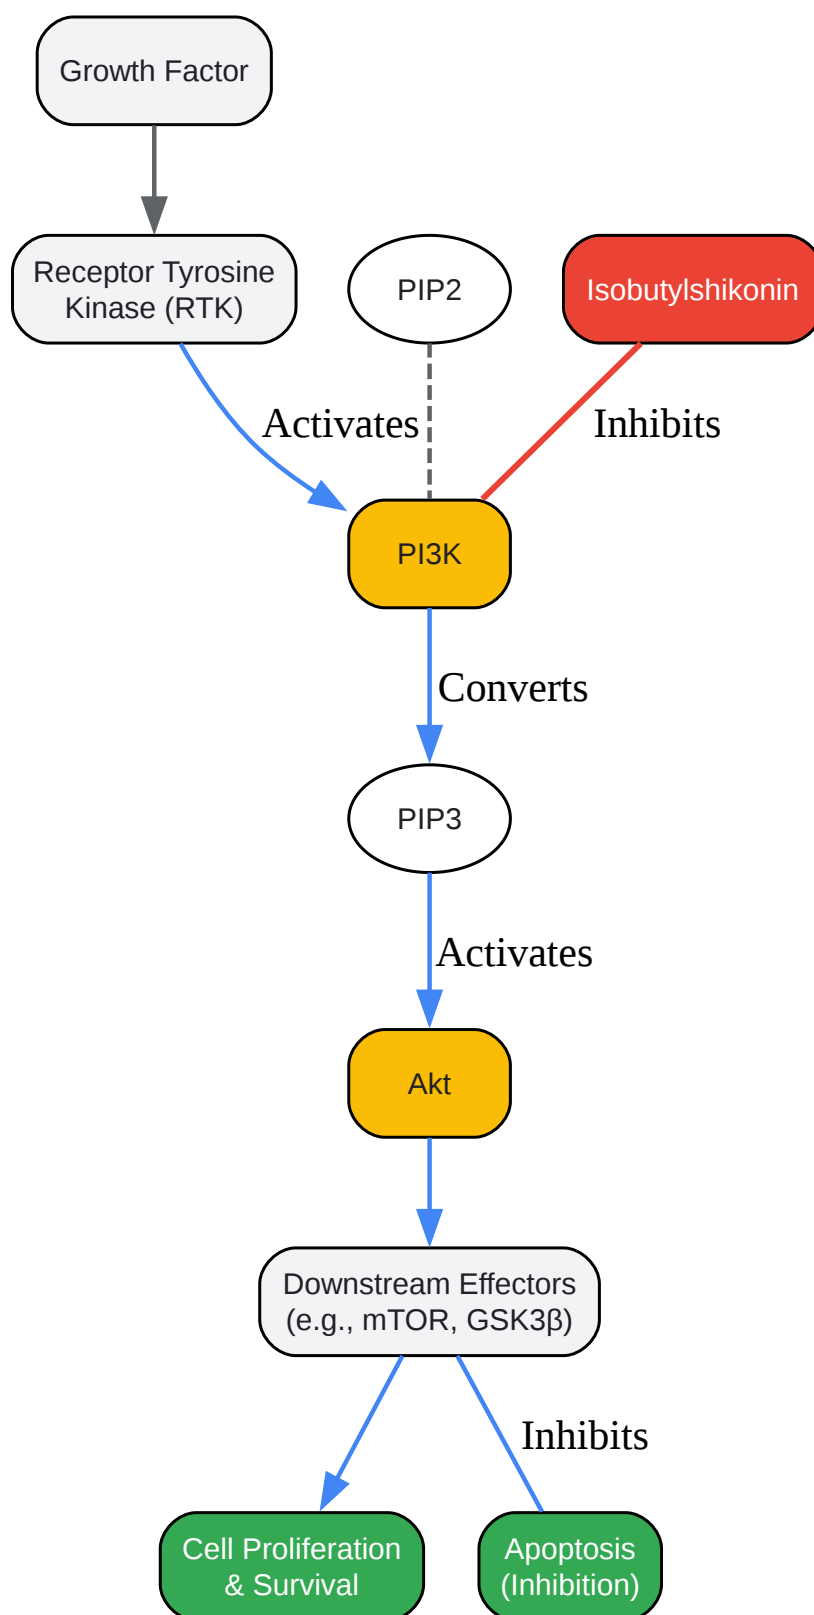 Growth Factor
Receptor Tyrosine
Kinase (RTK)
PIP2
Isobutylshikonin
Activates
Inhibits
PI3K
Converts
PIP3
Activates
Akt
Downstream Effectors
(e.g., mTOR, GSK3β)
Inhibits
Cell Proliferation
& Survival
Apoptosis
(Inhibition)